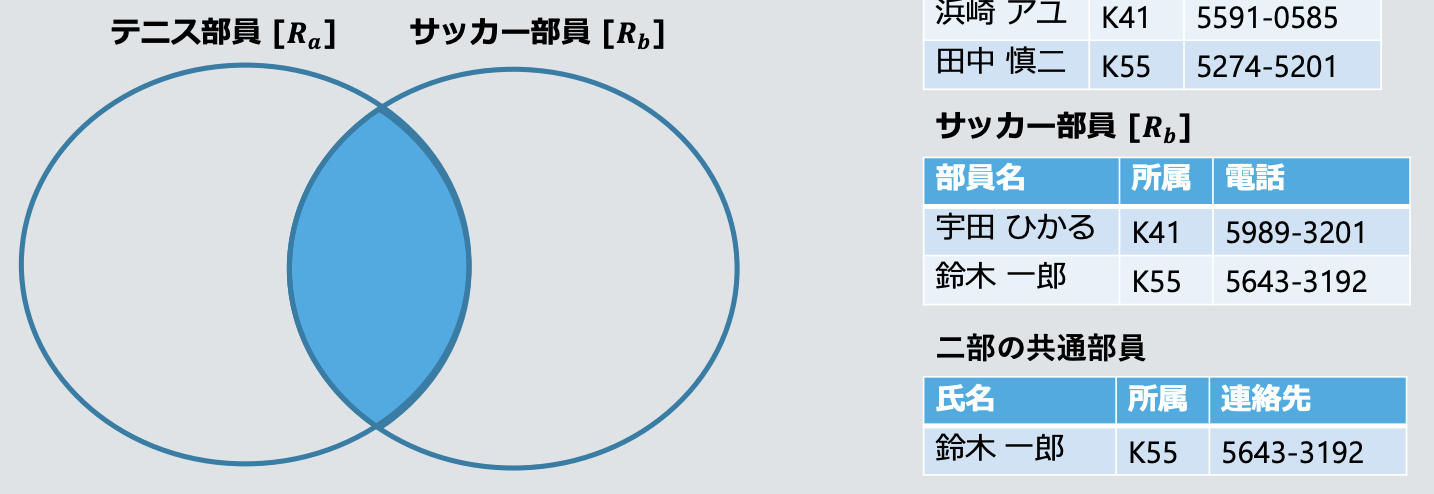 テニス部員 [Ra]
サッカー部員 [Rb]
浜崎 アユ K41 5591-0585
田中 慎二 K55 5274-5201
サッカー部員 [Rb]
部員名 所属 電話
宇田 ひかる K41 5989-3201
鈴木 一郎 K55 5643-3192
二部の共通部員
氏名 所属 連絡先
鈴木 一郎 K55 5643-3192